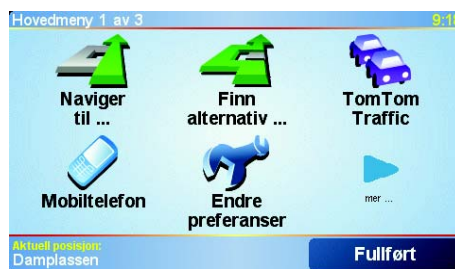 Hovedmeny 1 av 3
9:18
Naviger
til ...
Finn
alternativ ...
TomTom
Traffic
Mobiltelefon
Endre
preferanser
mer ...
Aktuell posisjon:
Damplassen
Fullført